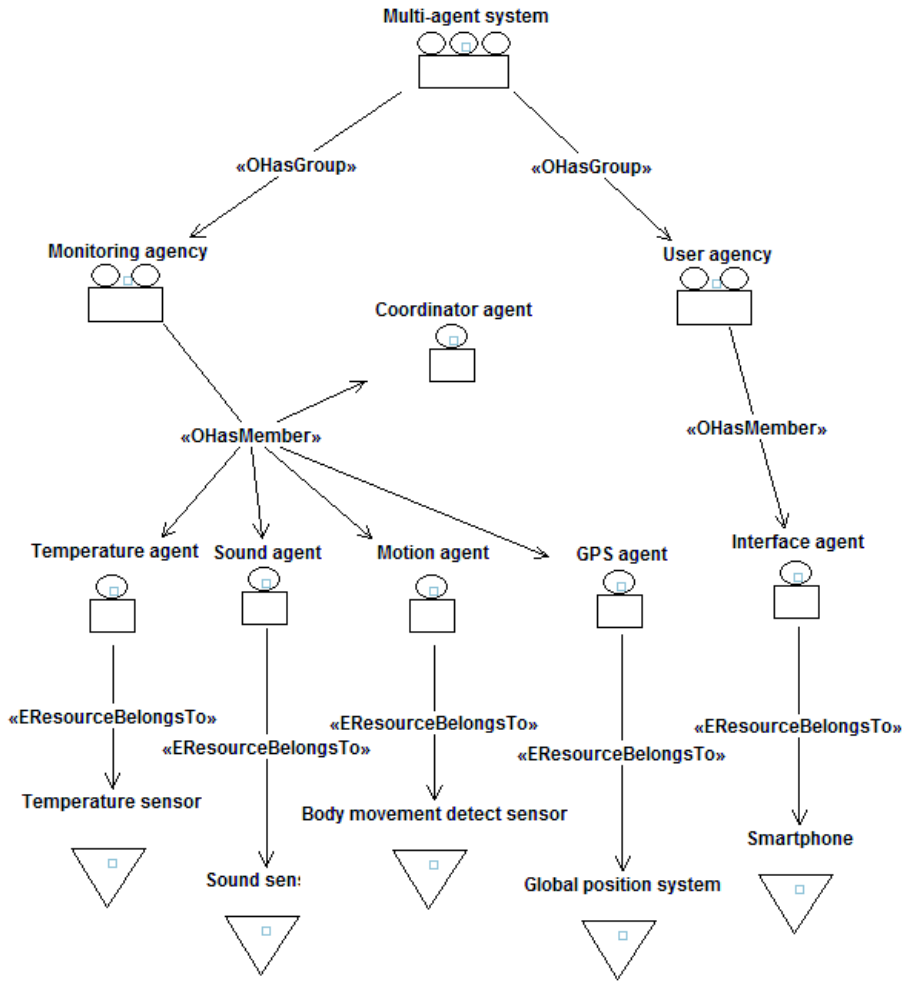 Multi-agent system
«OHasGroup»
«OHasGroup»
Monitoring agency
User agency
Coordinator agent
«OHasMember»
«OHasMember»
Temperature agent
Sound agent
Motion agent
GPS agent
Interface agent
«EResourceBelongsTo»
«EResourceBelongsTo»
«EResourceBelongsTo»
«EResourceBelongsTo»
«EResourceBelongsTo»
Temperature sensor
Body movement detect sensor
Smartphone
Sound sen
Global position system